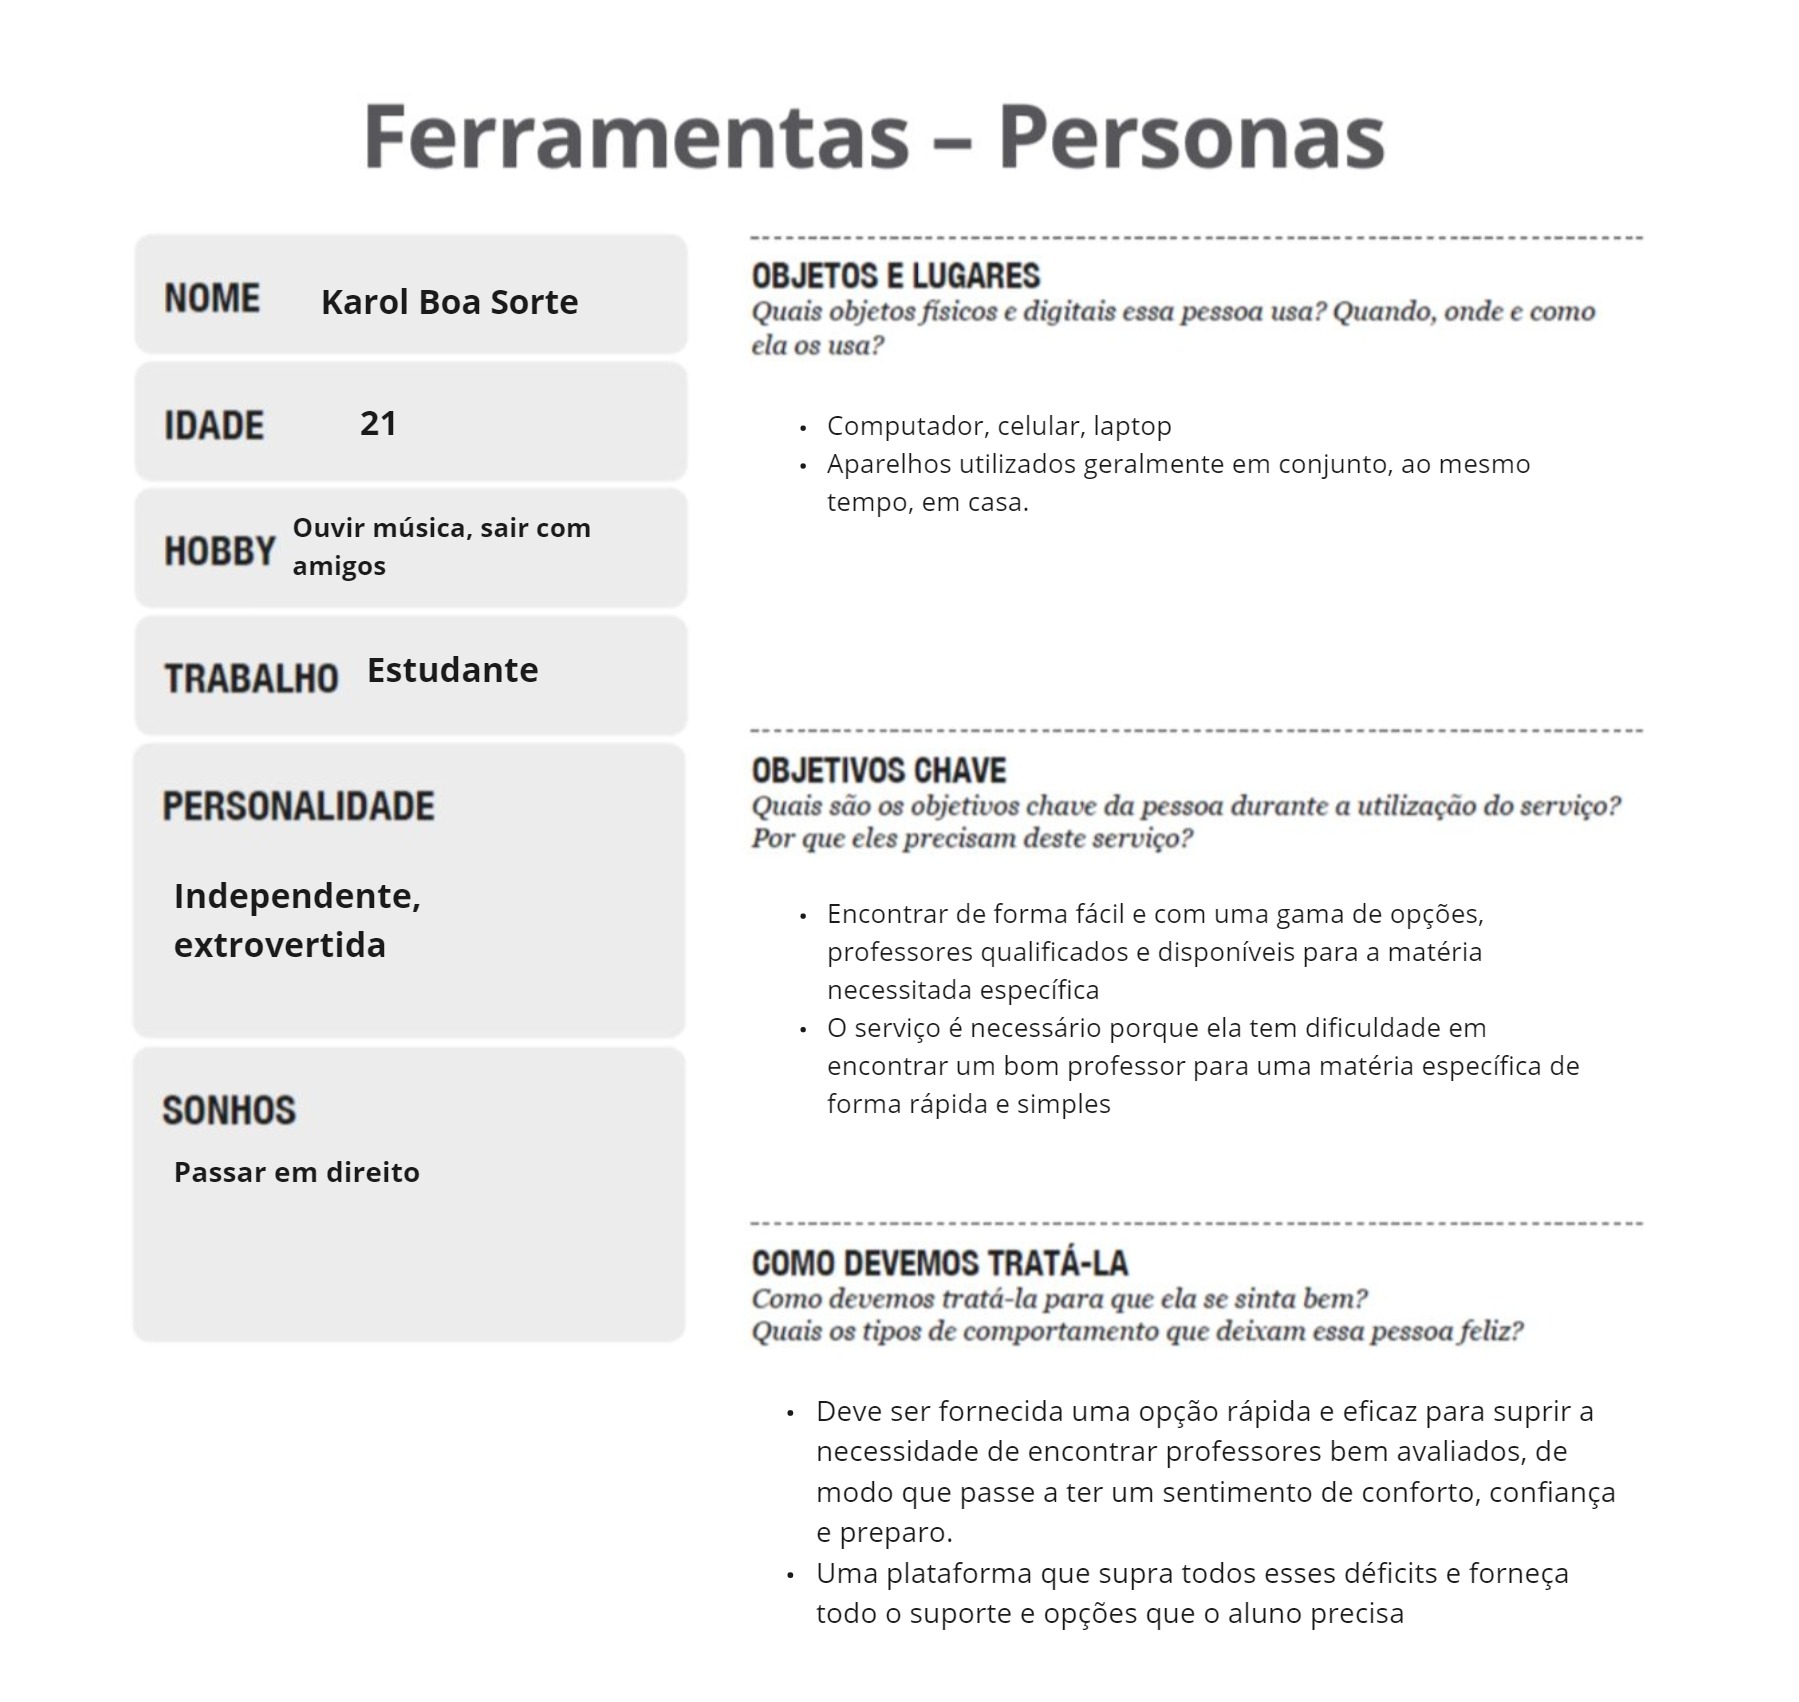 Ferramentas – Personas
NOME Karol Boa Sorte
IDADE 21
HOBBY Ouvir música, sair com
amigos
TRABALHO Estudante
PERSONALIDADE
Independente,
extrovertida
SONHOS
Passar em direito
OBJETOS E LUGARES
Quais objetos físicos e digitais essa pessoa usa? Quando, onde e como
ela os usa?
• Computador, celular, laptop
• Aparelhos utilizados geralmente em conjunto, ao mesmo
tempo, em casa.
OBJETIVOS CHAVE
Quais são os objetivos chave da pessoa durante a utilização do serviço?
Por que eles precisam deste serviço?
• Encontrar de forma fácil e com uma gama de opções,
professores qualificados e disponíveis para a matéria
necessitada específica
• O serviço é necessário porque ela tem dificuldade em
encontrar um bom professor para uma matéria específica de
forma rápida e simples
COMO DEVEMOS TRATÁ-LA
Como devemos tratá-la para que ela se sinta bem?
Quais os tipos de comportamento que deixam essa pessoa feliz?
• Deve ser fornecida uma opção rápida e eficaz para suprir a
necessidade de encontrar professores bem avaliados, de
modo que passe a ter um sentimento de conforto, confiança
e preparo.
• Uma plataforma que supra todos esses déficits e forneça
todo o suporte e opções que o aluno precisa